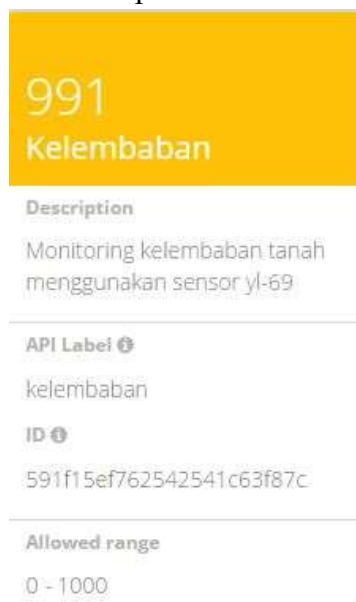 991
Kelembaban
Description
Monitoring kelembaban tanah
menggunakan sensor yl-69
API Label
kelembaban
ID
591f15ef762542541c63f87c
Allowed range
0 - 1000